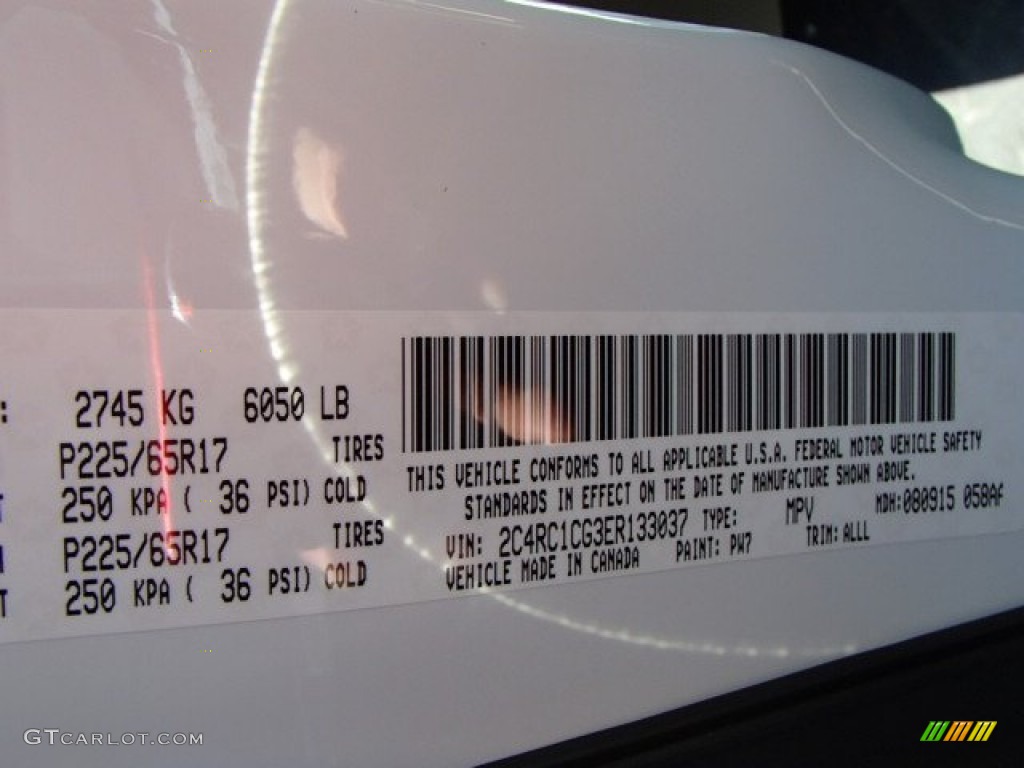 : 2745 KG 6050 LB
P225/65R17 TIRES
250 KPA ( 36 PSI) COLD
P225/65R17 TIRES
250 KPA ( 36 PSI) COLD
THIS VEHICLE CONFORMS TO ALL APPLICABLE U.S.A. FEDERAL MOTOR VEHICLE SAFETY
STANDARDS IN EFFECT ON THE DATE OF MANUFACTURE SHOWN ABOVE.
VIN: 2C4RC1CG3ER133037 TYPE: MPV MDH:080915 058AF
VEHICLE MADE IN CANADA PAINT: PW7 TRIM: ALLL
GTCARLOT.COM